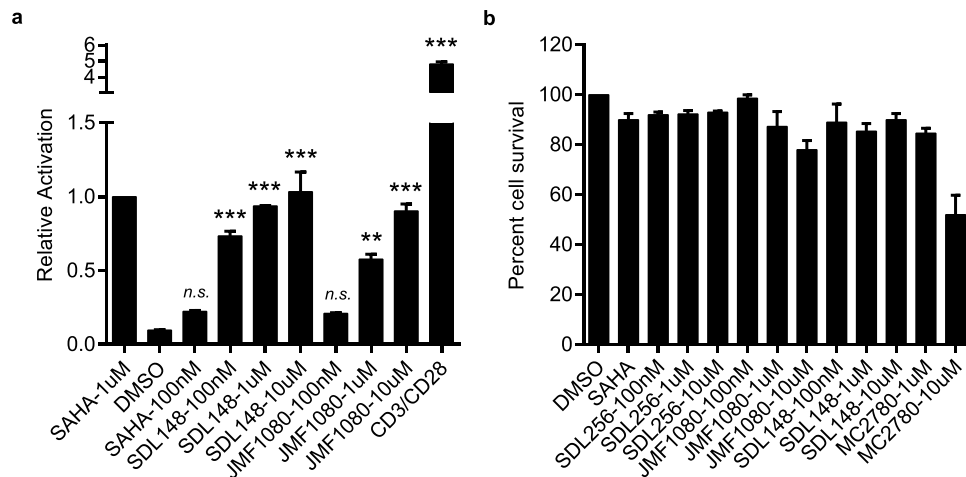 a
6
5
4
1.5
1.0
0.5
0.0
Relative Activation
n.s.
***
***
***
n.s.
**
***
***
SAHA-1uM
DMSO
SAHA-100nM
SDL148-100nM
SDL148-1uM
SDL148-10uM
JMF1080-100nM
JMF1080-1uM
JMF1080-10uM
CD3/CD28
b
120
100
80
60
40
20
0
Percent cell survival
DMSO
SAHA
SDL256-100nM
SDL256-1uM
SDL256-10uM
JMF1080-100nM
JMF1080-1uM
JMF1080-10uM
SDL148-100nM
SDL148-1uM
SDL148-10uM
MC2780-1uM
MC2780-10uM